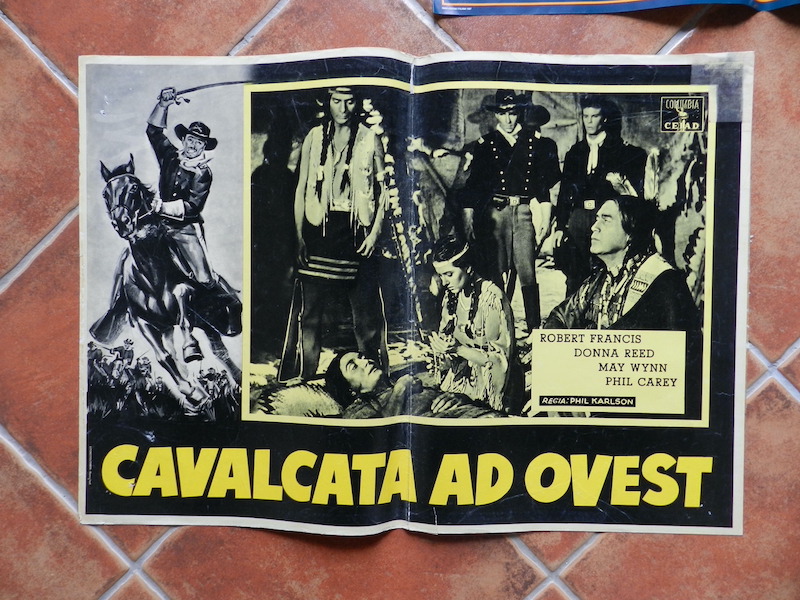 COLUMBIA
CEIAD
ROBERT FRANCIS
DONNA REED
MAY WYNN
PHIL CAREY
REGIA: PHIL KARLSON
CAVALCATA AD OVEST